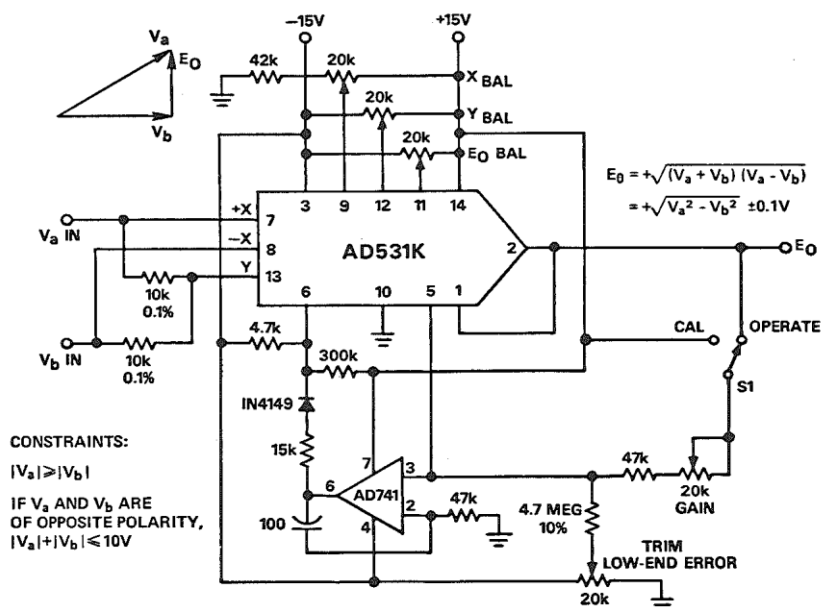 −15V
+15V
Va
EO
Vb
42k
20k
X BAL
20k
Y BAL
20k
EO BAL
EO = +√(Va + Vb) (Va - Vb)
= +√Va² − Vb² ±0.1V
3
9
12
11
14
+X
7
Va IN
−X
8
AD531K
2
EO
Y
13
10k
0.1%
6
10
5
1
Vb IN
10k
0.1%
4.7k
CAL
OPERATE
300k
S1
IN4149
CONSTRAINTS:
|Va|⩾|Vb|
IF Va AND Vb ARE
OF OPPOSITE POLARITY,
|Va|+|Vb|⩽10V
15k
7
3
6
AD741
2
4
100
47k
47k
20k
GAIN
4.7 MEG
10%
TRIM
LOW-END ERROR
20k